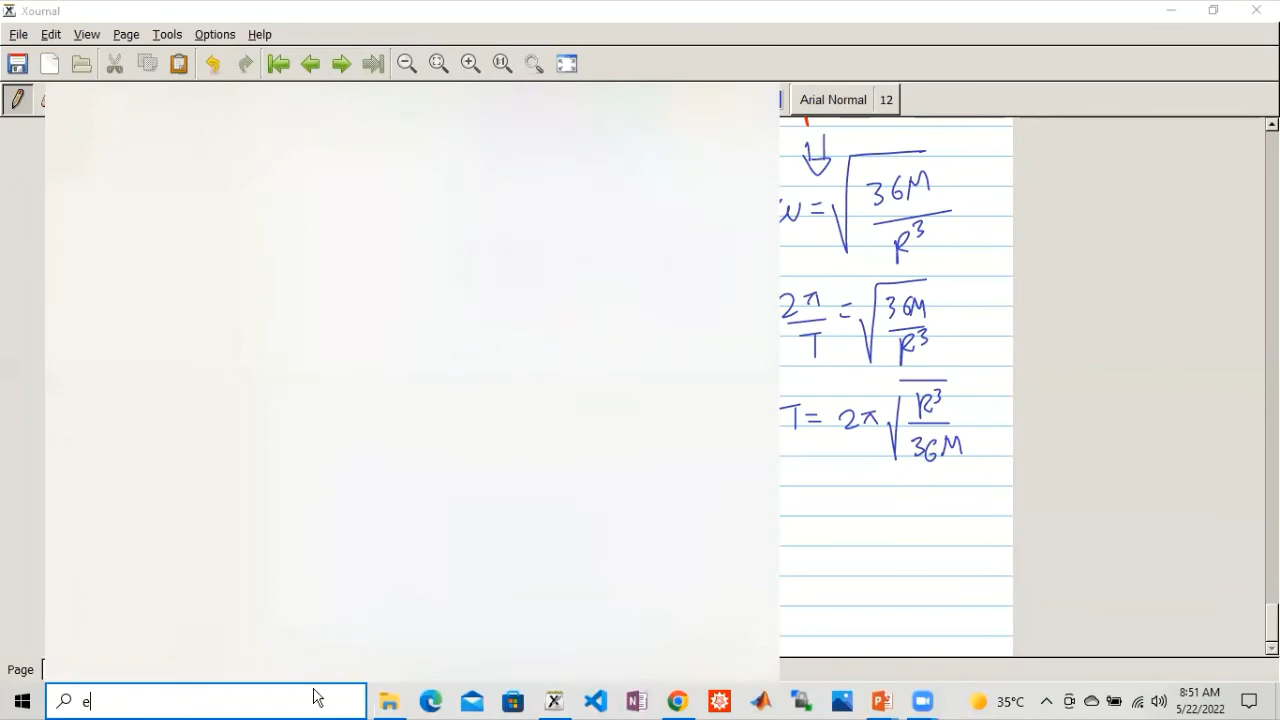 Xournal
File Edit View Page Tools Options Help
Arial Normal 12
ω = √(3GM / R³)
2π / T = √(3GM / R³)
T = 2π √(R³ / 3GM)
Page
e
35°C
8:51 AM
5/22/2022